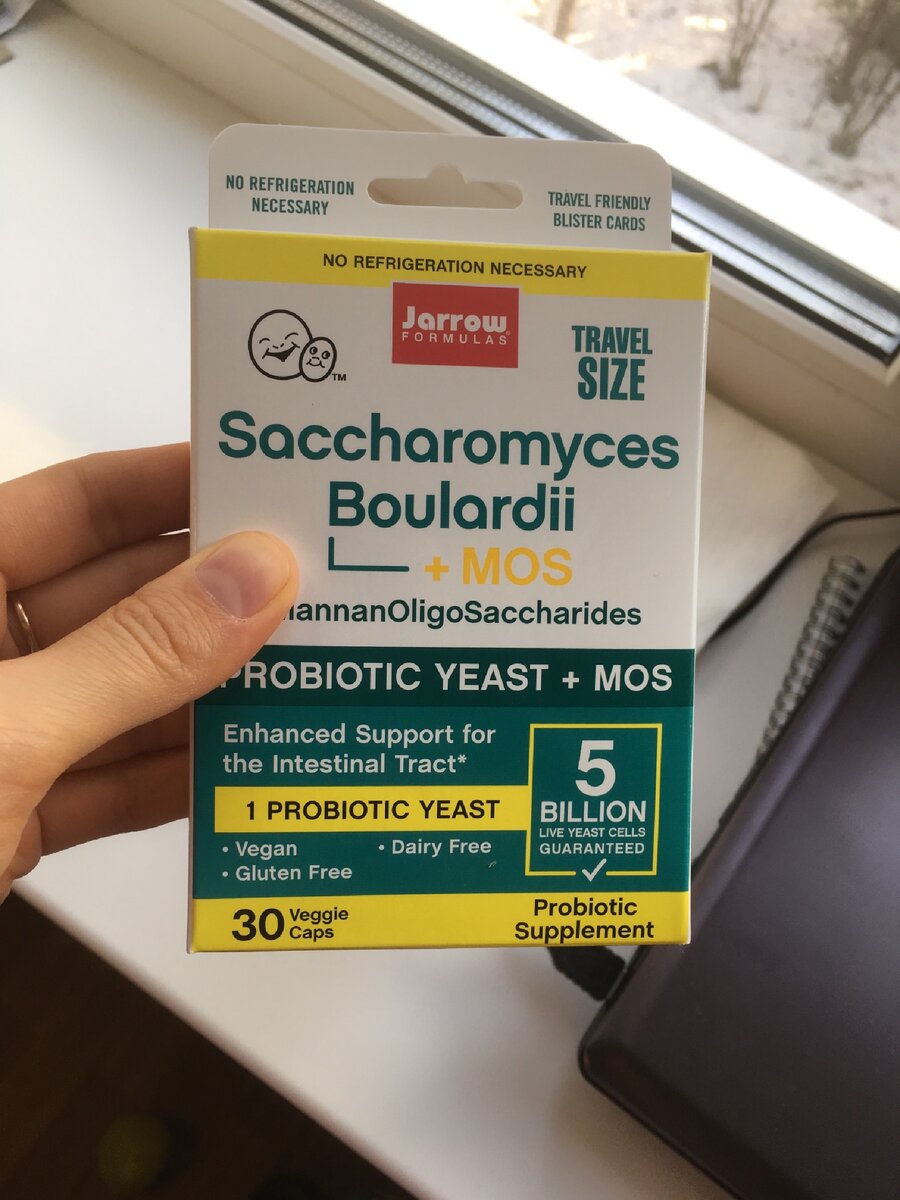 NO REFRIGERATION
NECESSARY
TRAVEL FRIENDLY
BLISTER CARDS
NO REFRIGERATION NECESSARY
Jarrow
FORMULAS
TM
TRAVEL
SIZE
Saccharomyces
Boulardii
+ MOS
annanOligoSaccharides
PROBIOTIC YEAST + MOS
Enhanced Support for
the Intestinal Tract*
1 PROBIOTIC YEAST
• Vegan
• Dairy Free
• Gluten Free
5
BILLION
LIVE YEAST CELLS
GUARANTEED
30 Veggie
Caps
Probiotic
Supplement